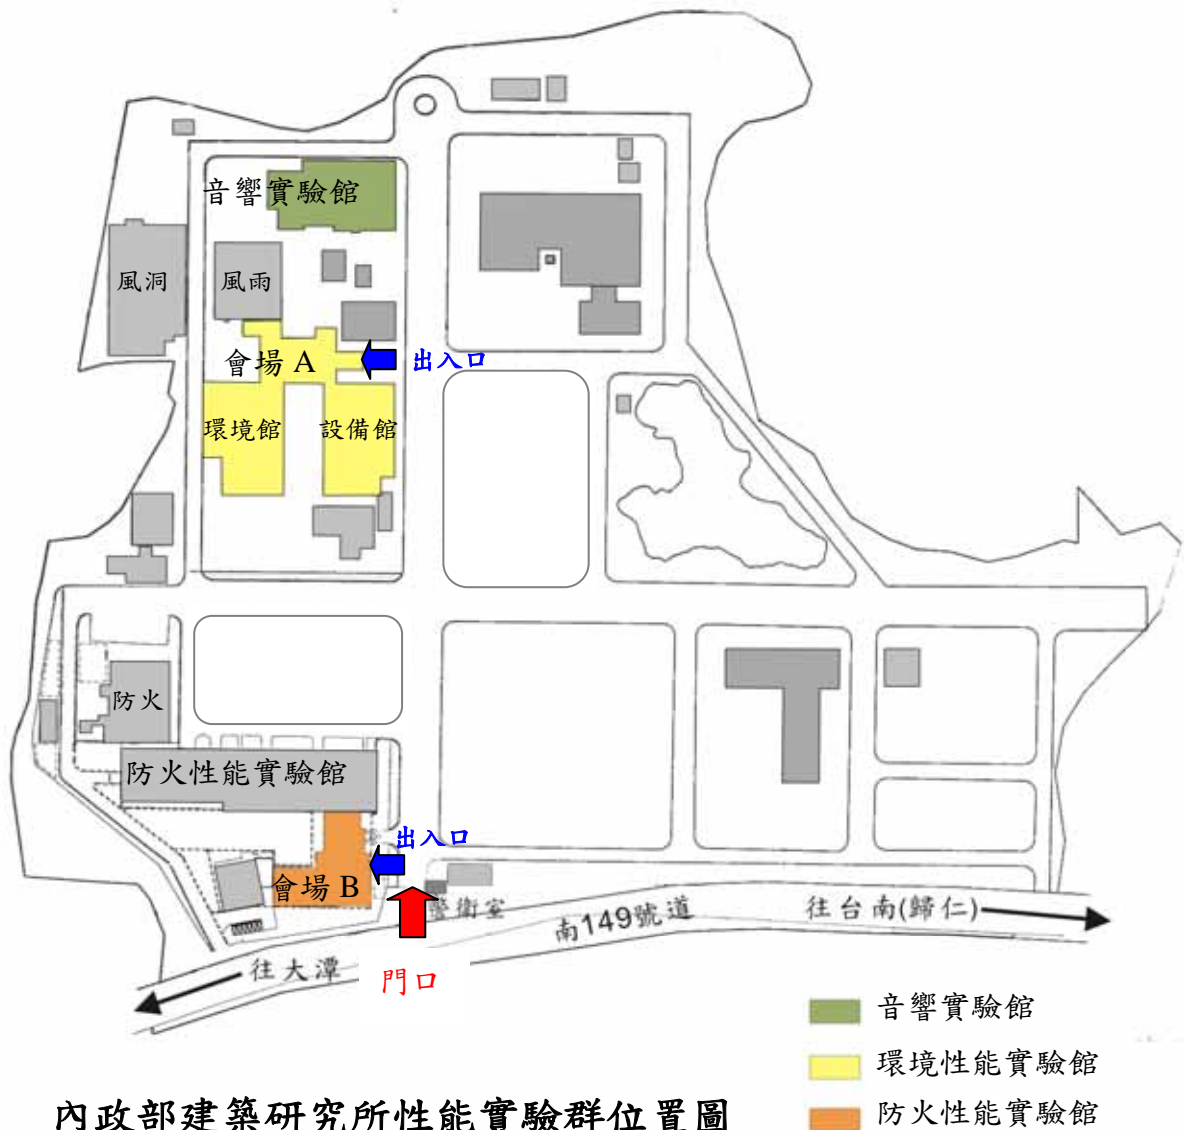 音響實驗館
風洞
風雨
會場 A
出入口
環境館
設備館
防火
防火性能實驗館
出入口
會場 B
警衛室
南149號道
往台南(歸仁)
往大潭
門口
音響實驗館
環境性能實驗館
防火性能實驗館
內政部建築研究所性能實驗群位置圖